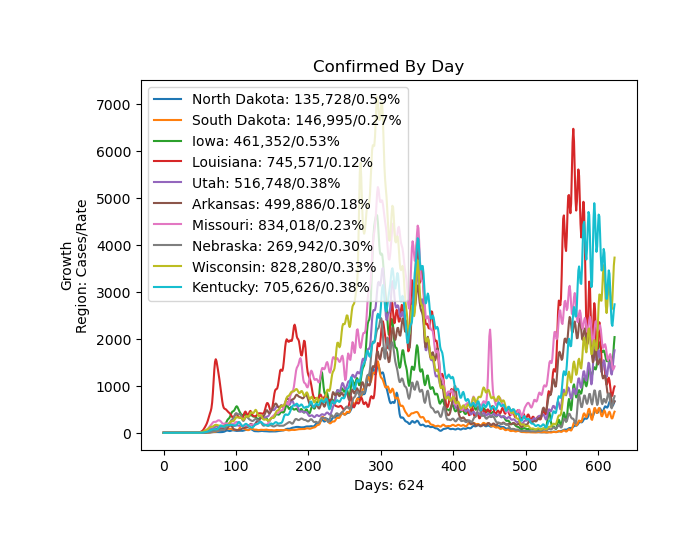 Confirmed By Day
Growth
Region: Cases/Rate
7000
6000
5000
4000
3000
2000
1000
0
North Dakota: 135,728/0.59%
South Dakota: 146,995/0.27%
Iowa: 461,352/0.53%
Louisiana: 745,571/0.12%
Utah: 516,748/0.38%
Arkansas: 499,886/0.18%
Missouri: 834,018/0.23%
Nebraska: 269,942/0.30%
Wisconsin: 828,280/0.33%
Kentucky: 705,626/0.38%
0 100 200 300 400 500 600
Days: 624